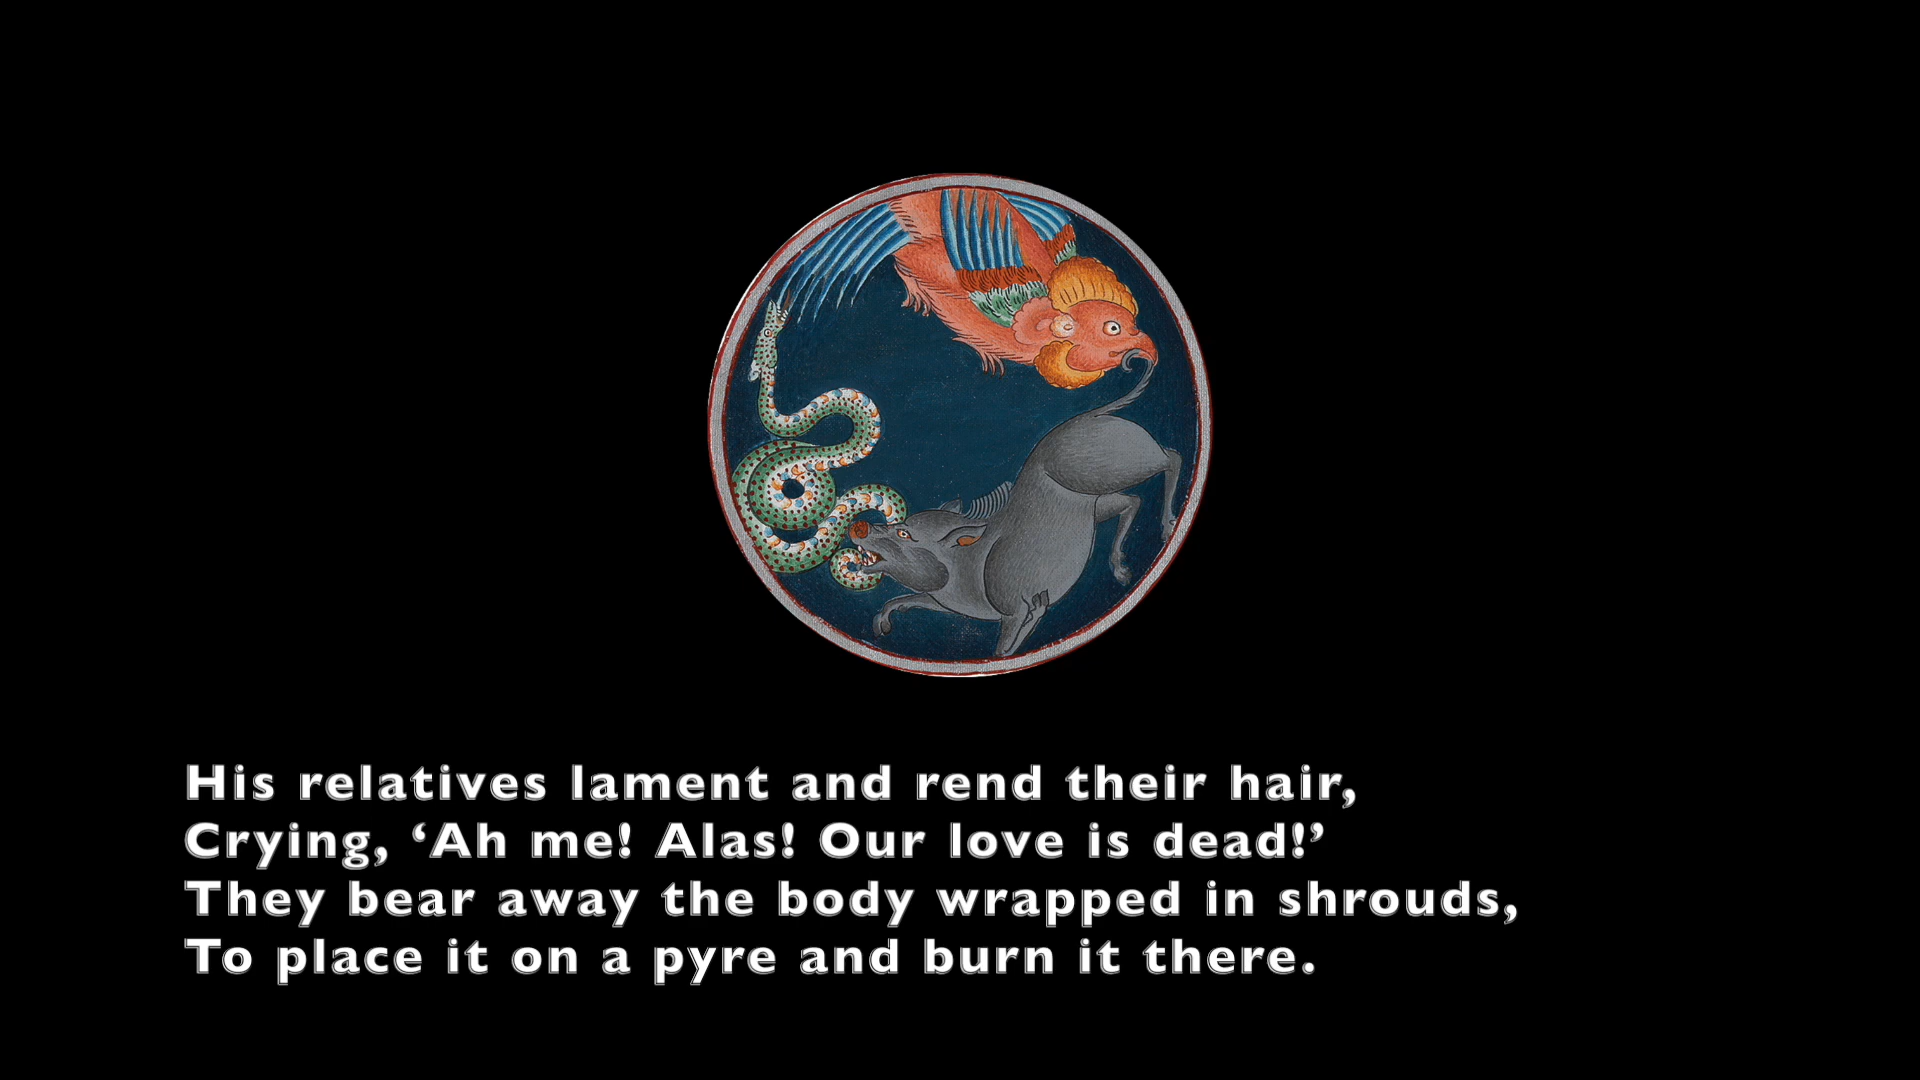 His relatives lament and rend their hair,
Crying, ‘Ah me! Alas! Our love is dead!’
They bear away the body wrapped in shrouds,
To place it on a pyre and burn it there.